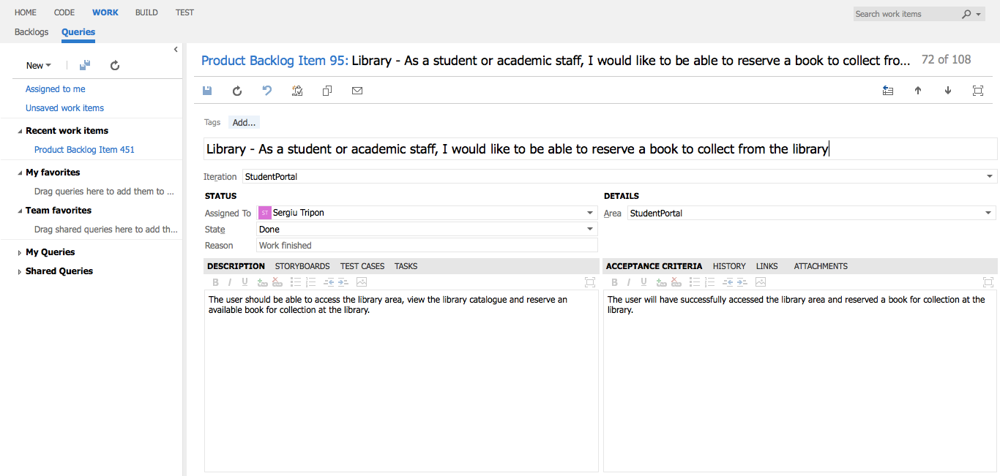 HOME CODE WORK BUILD TEST
Search work items
Backlogs Queries
New
Assigned to me
Unsaved work items
Recent work items
Product Backlog Item 451
My favorites
Drag queries here to add them to ...
Team favorites
Drag shared queries here to add th...
My Queries
Shared Queries
Product Backlog Item 95: Library - As a student or academic staff, I would like to be able to reserve a book to collect fro... 72 of 108
Tags Add...
Library - As a student or academic staff, I would like to be able to reserve a book to collect from the library
Iteration StudentPortal
STATUS
Assigned To ST Sergiu Tripon
State Done
Reason Work finished
DETAILS
Area StudentPortal
DESCRIPTION STORYBOARDS TEST CASES TASKS
B I U
The user should be able to access the library area, view the library catalogue and reserve an
available book for collection at the library.
ACCEPTANCE CRITERIA HISTORY LINKS ATTACHMENTS
B I U
The user will have successfully accessed the library area and reserved a book for collection at the
library.